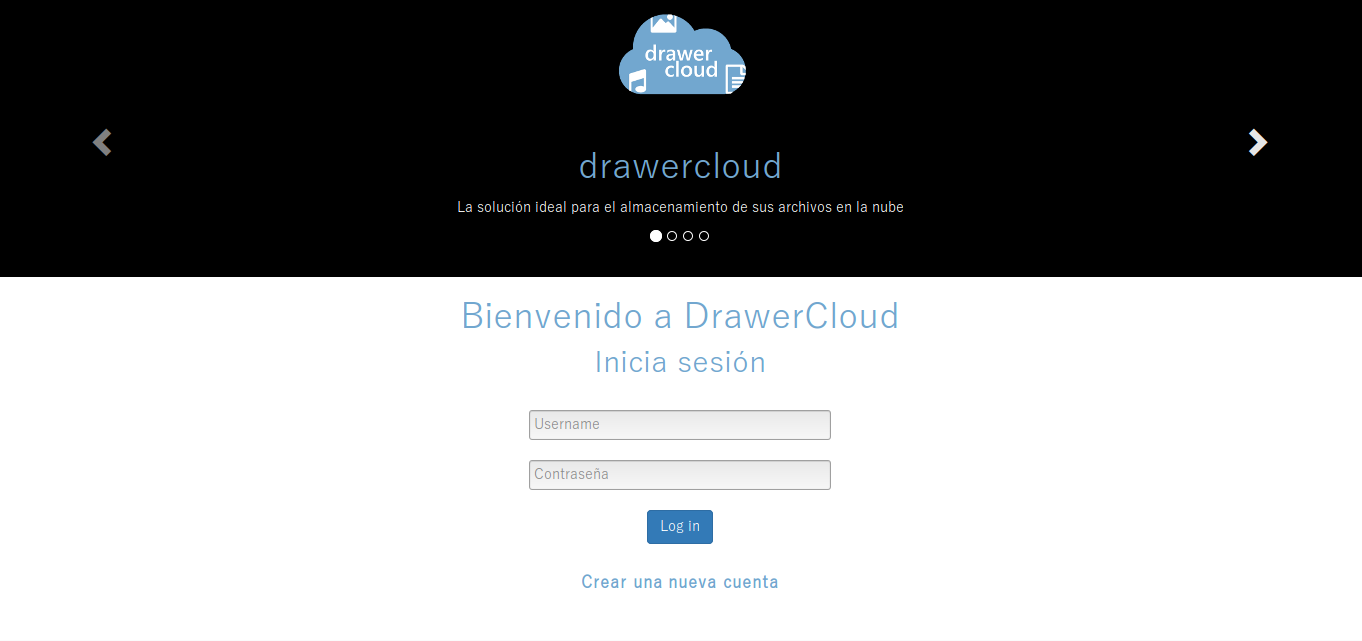 drawer
cloud
drawercloud
La solución ideal para el almacenamiento de sus archivos en la nube
Bienvenido a DrawerCloud
Inicia sesión
Username
Contraseña
Log in
Crear una nueva cuenta